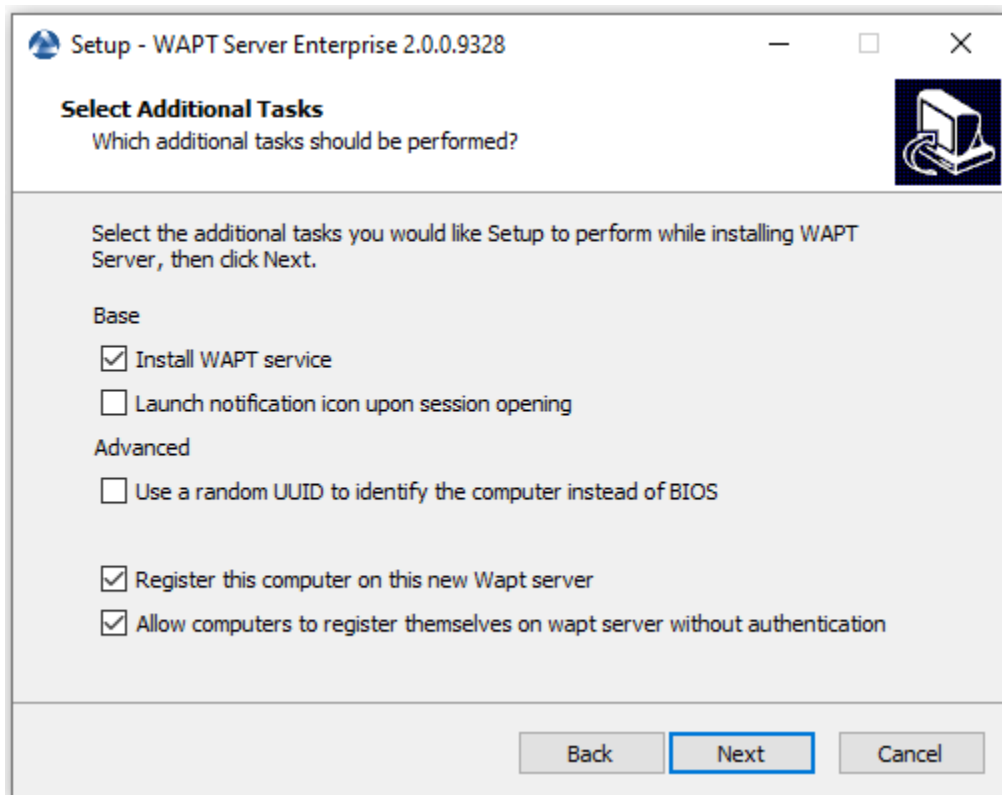 Setup - WAPT Server Enterprise 2.0.0.9328
Select Additional Tasks
Which additional tasks should be performed?
Select the additional tasks you would like Setup to perform while installing WAPT
Server, then click Next.
Base
Install WAPT service
Launch notification icon upon session opening
Advanced
Use a random UUID to identify the computer instead of BIOS
Register this computer on this new Wapt server
Allow computers to register themselves on wapt server without authentication
Back
Next
Cancel